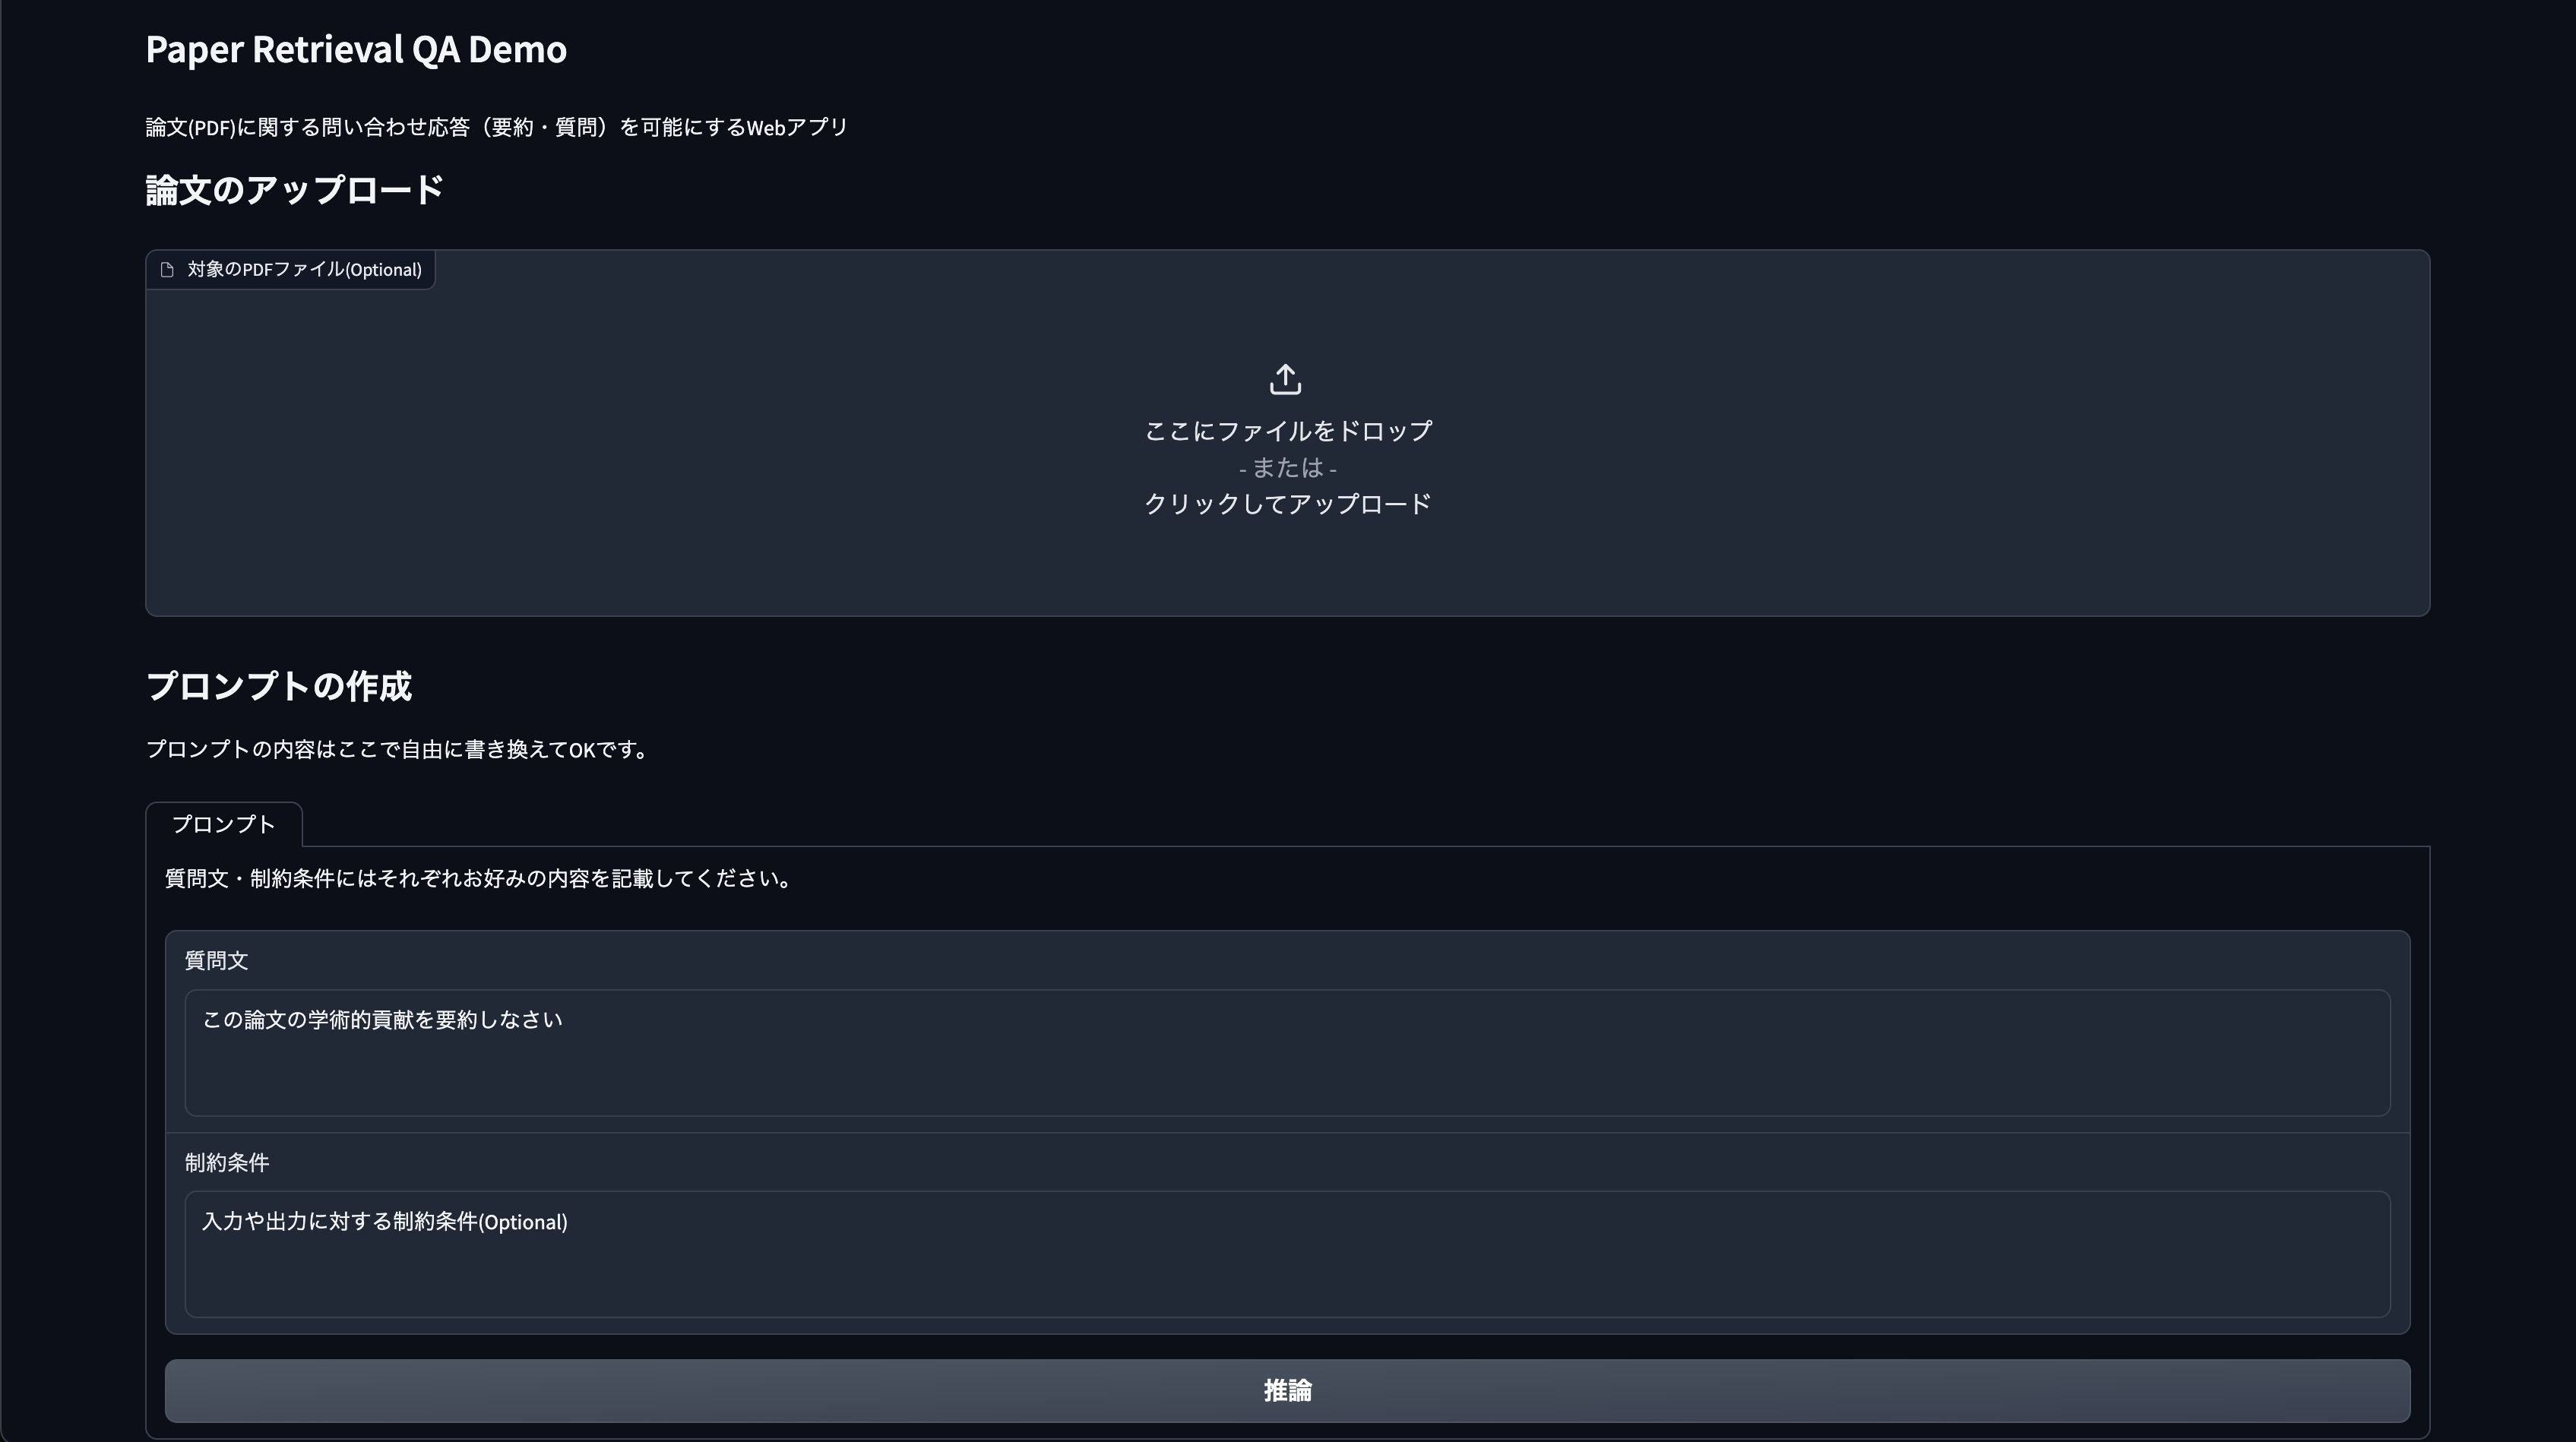 Paper Retrieval QA Demo
論文(PDF)に関する問い合わせ応答（要約・質問）を可能にするWebアプリ
論文のアップロード
対象のPDFファイル(Optional)
ここにファイルをドロップ
- または -
クリックしてアップロード
プロンプトの作成
プロンプトの内容はここで自由に書き換えてOKです。
プロンプト
質問文・制約条件にはそれぞれお好みの内容を記載してください。
質問文
この論文の学術的貢献を要約しなさい
制約条件
入力や出力に対する制約条件(Optional)
推論